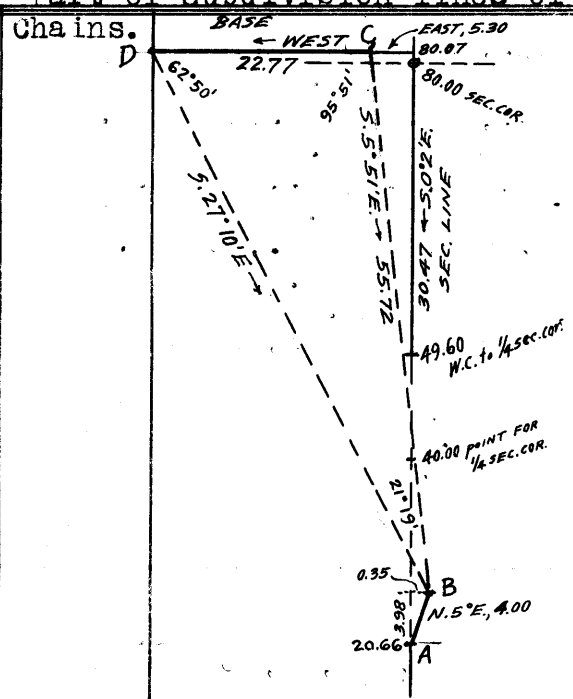 Chains.
BASE
C
EAST, 5.30
D
← WEST
80.07
22.77
62°50'
95°51'
80.00 SEC. COR.
S. 27°10' E →
S. 5°51' E. → 55.72
30.47 ← S.0°2'E.
SEC. LINE
49.60
W.C. to 1/4 sec. cor.
40.00 POINT FOR
1/4 SEC. COR.
21°19'
0.35
B
3.98
N. 5° E., 4.00
20.66
A